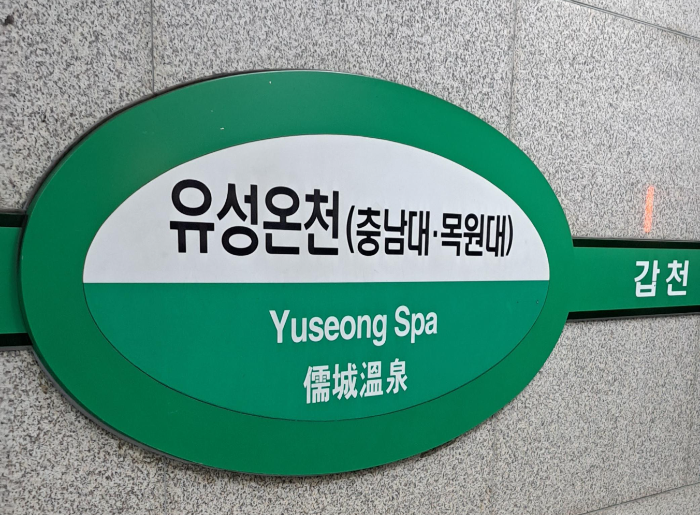 유성온천(충남대·목원대)
Yuseong Spa
儒城溫泉
갑천